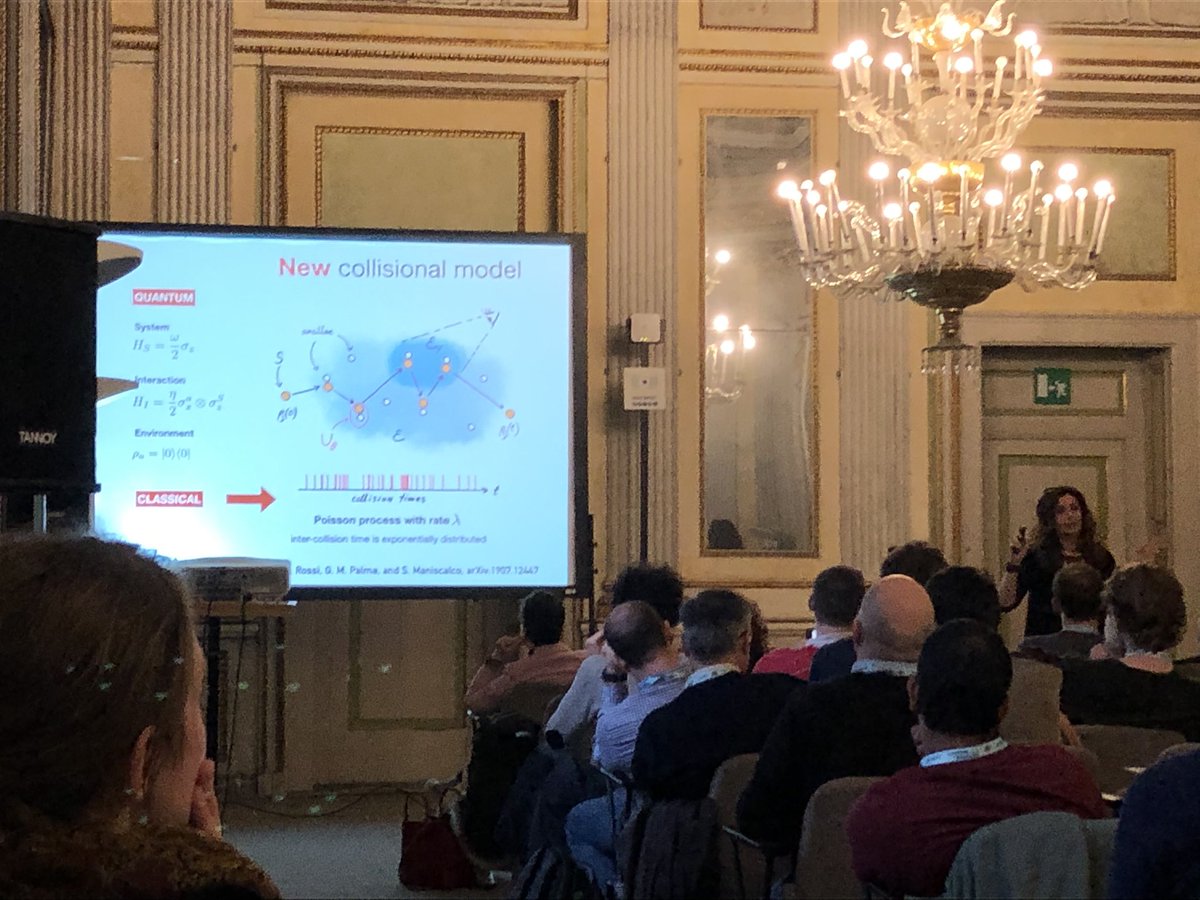 New collisional model
QUANTUM
System
H_S = ω/2 σ_z
ancillae
S
Interaction
H_I = η/2 σ_x^a ⊗ σ_x^S
Environment
ρ_a = |0⟩⟨0|
ε
CLASSICAL
t
collision times
Poisson process with rate λ
inter-collision time is exponentially distributed
Rossi, G. M. Palma, and S. Maniscalco, arXiv:1907.12447
TANNOY